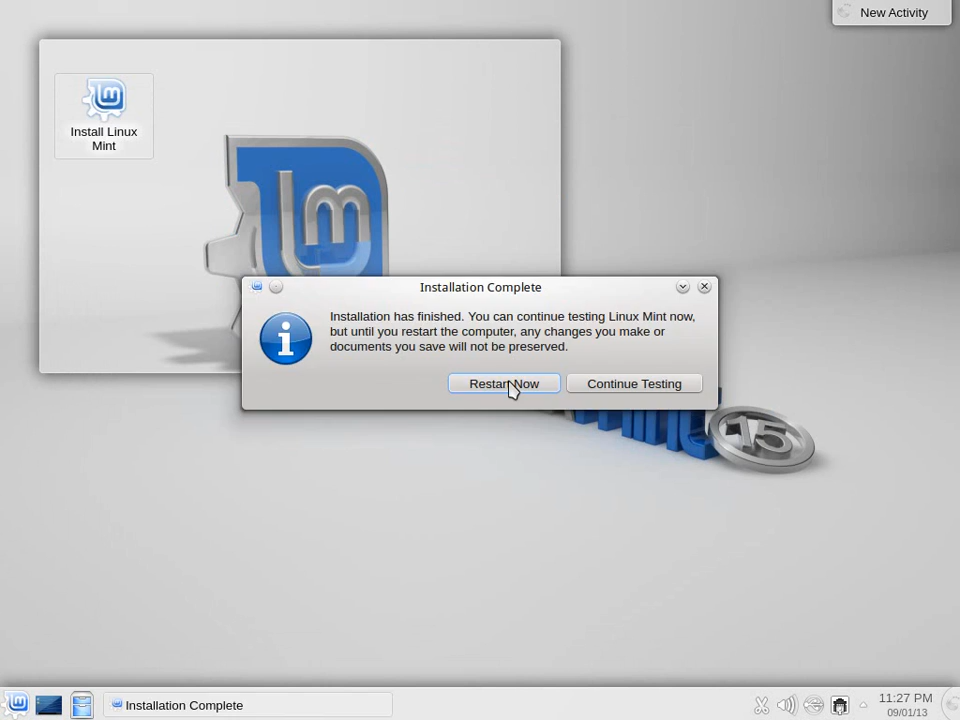 New Activity
Install Linux
Mint
lm
Installation Complete
Installation has finished. You can continue testing Linux Mint now,
but until you restart the computer, any changes you make or
documents you save will not be preserved.
Restart Now
Continue Testing
15
Installation Complete
11:27 PM
09/01/13